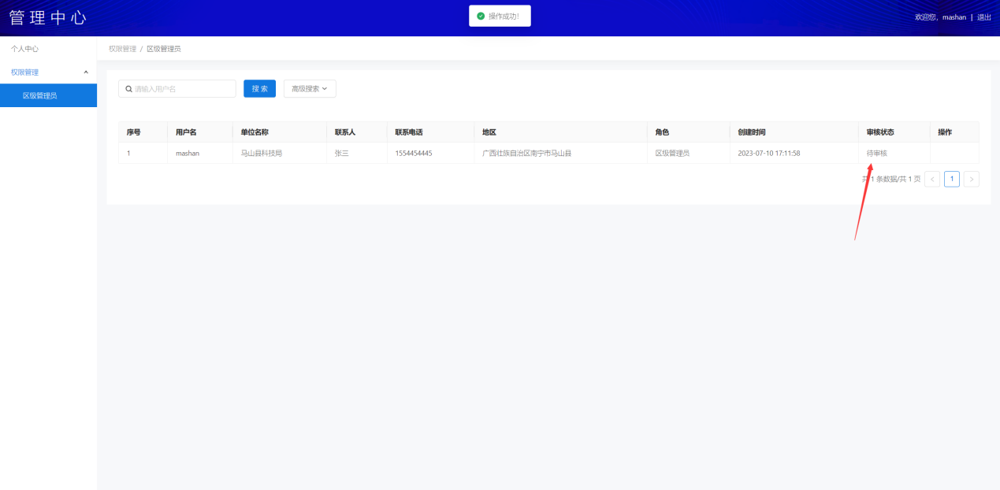 管理中心
操作成功!
欢迎您, mashan | 退出
个人中心
权限管理
区级管理员
权限管理 / 区级管理员
请输入用户名
搜 索
高级搜索
序号 用户名 单位名称 联系人 联系电话 地区 角色 创建时间 审核状态 操作
1 mashan 马山县科技局 张三 1554454445 广西壮族自治区南宁市马山县 区级管理员 2023-07-10 17:11:58 待审核
共 1 条数据/共 1 页 < 1 >